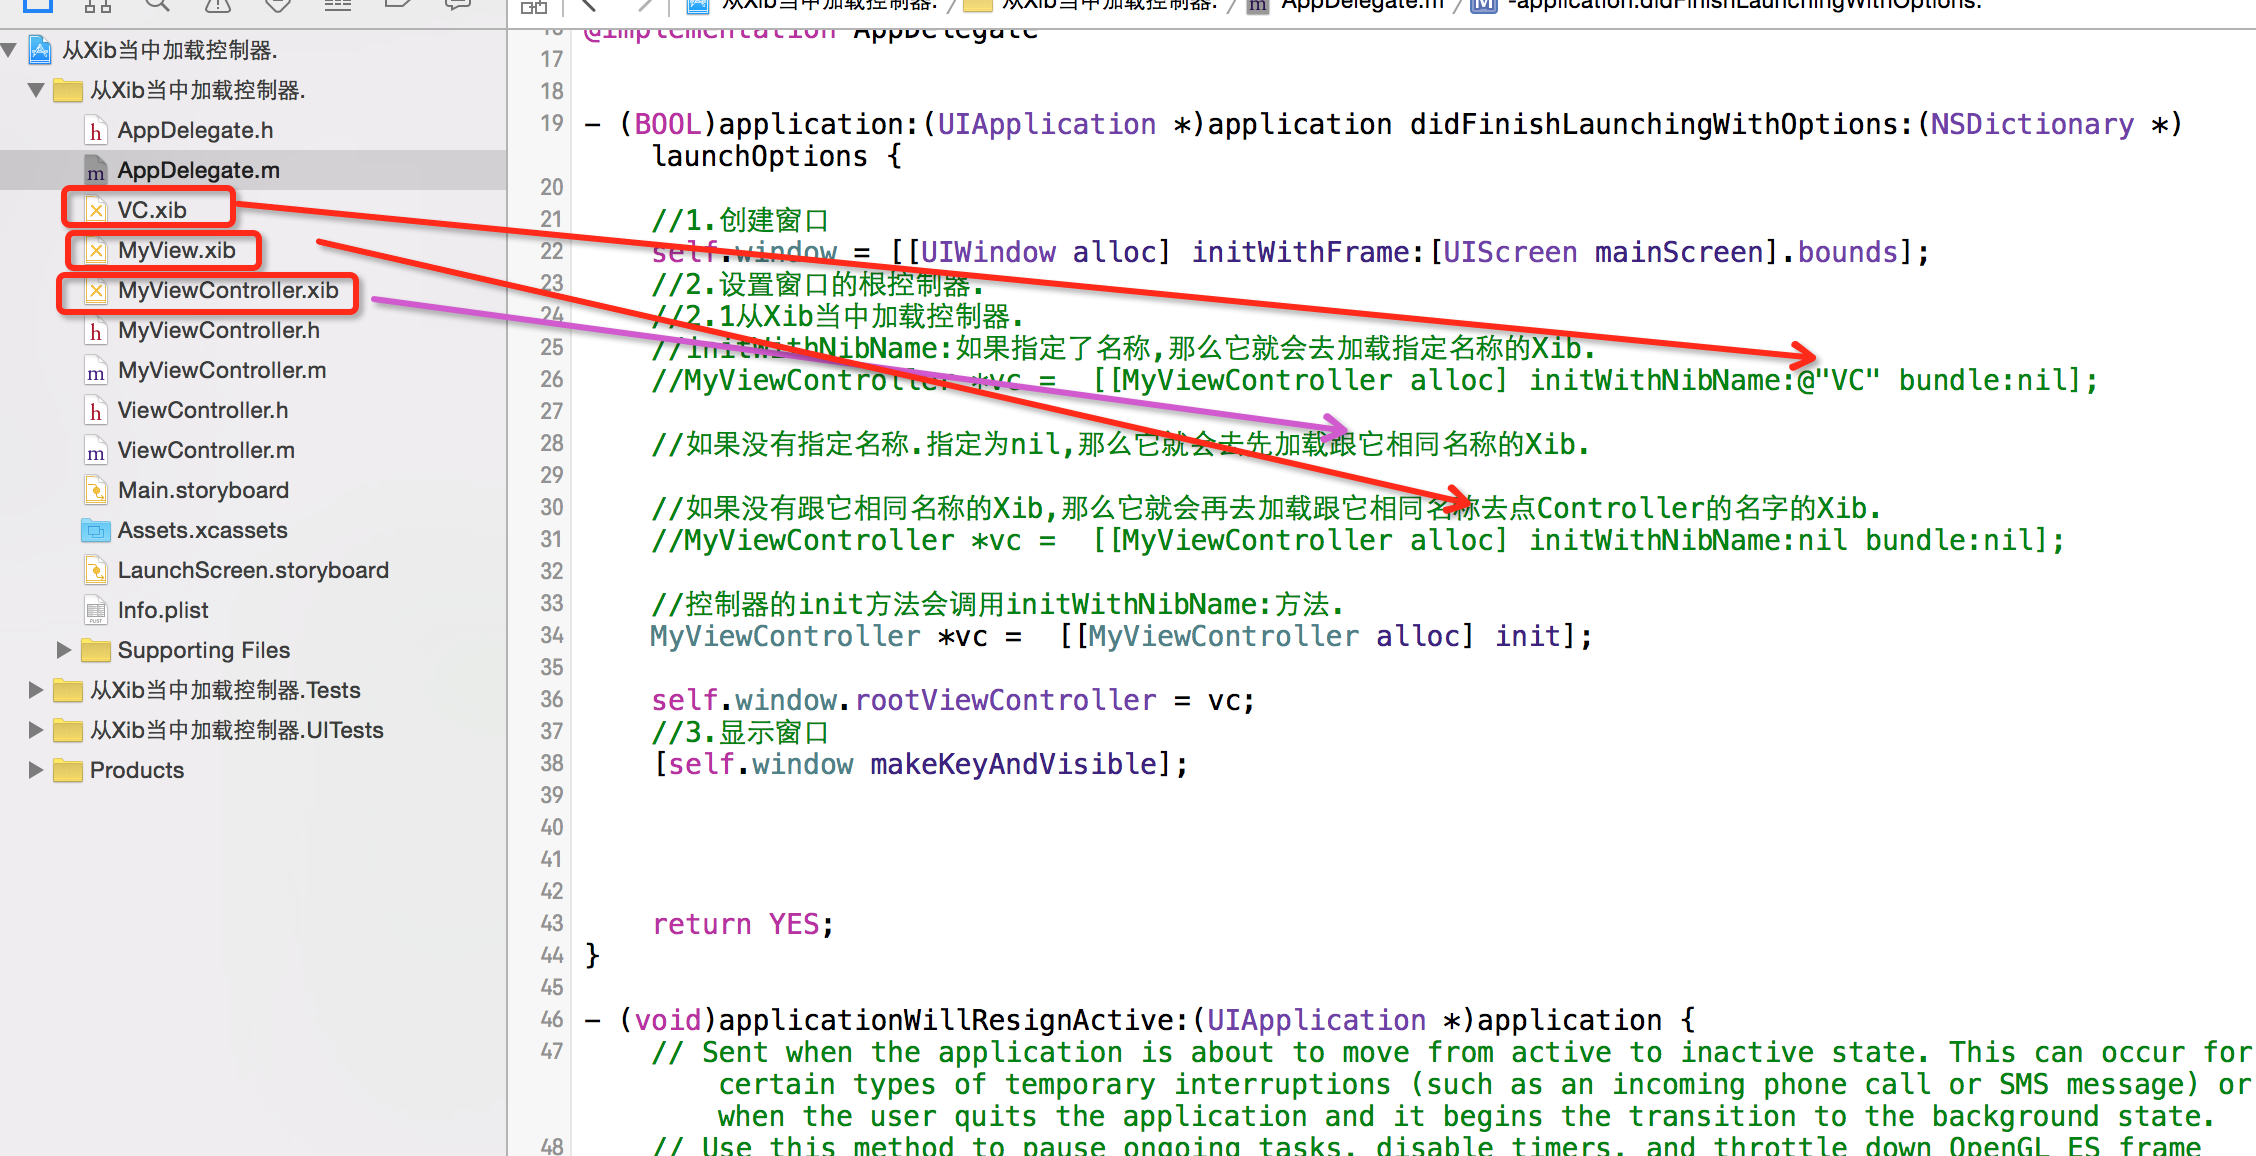 从Xib当中加载控制器. 从Xib当中加载控制器. AppDelegate.m -application:didFinishLaunchingWithOptions:
从Xib当中加载控制器.
从Xib当中加载控制器.
AppDelegate.h
AppDelegate.m
VC.xib
MyView.xib
MyViewController.xib
MyViewController.h
MyViewController.m
ViewController.h
ViewController.m
Main.storyboard
Assets.xcassets
LaunchScreen.storyboard
Info.plist
Supporting Files
从Xib当中加载控制器.Tests
从Xib当中加载控制器.UITests
Products
16 @implementation AppDelegate
17
18
19 - (BOOL)application:(UIApplication *)application didFinishLaunchingWithOptions:(NSDictionary *)
launchOptions {
20
21 //1.创建窗口
22 self.window = [[UIWindow alloc] initWithFrame:[UIScreen mainScreen].bounds];
23 //2.设置窗口的根控制器.
24 //2.1从Xib当中加载控制器.
25 //initWithNibName:如果指定了名称,那么它就会去加载指定名称的Xib.
26 //MyViewController *vc =  [[MyViewController alloc] initWithNibName:@"VC" bundle:nil];
27
28 //如果没有指定名称.指定为nil,那么它就会去先加载跟它相同名称的Xib.
29
30 //如果没有跟它相同名称的Xib,那么它就会再去加载跟它相同名称去点Controller的名字的Xib.
31 //MyViewController *vc =  [[MyViewController alloc] initWithNibName:nil bundle:nil];
32
33 //控制器的init方法会调用initWithNibName:方法.
34 MyViewController *vc =  [[MyViewController alloc] init];
35
36 self.window.rootViewController = vc;
37 //3.显示窗口
38 [self.window makeKeyAndVisible];
39
40
41
42
43 return YES;
44 }
45
46 - (void)applicationWillResignActive:(UIApplication *)application {
47 // Sent when the application is about to move from active to inactive state. This can occur for
certain types of temporary interruptions (such as an incoming phone call or SMS message) or
when the user quits the application and it begins the transition to the background state.
48 // Use this method to pause ongoing tasks, disable timers, and throttle down OpenGL ES frame